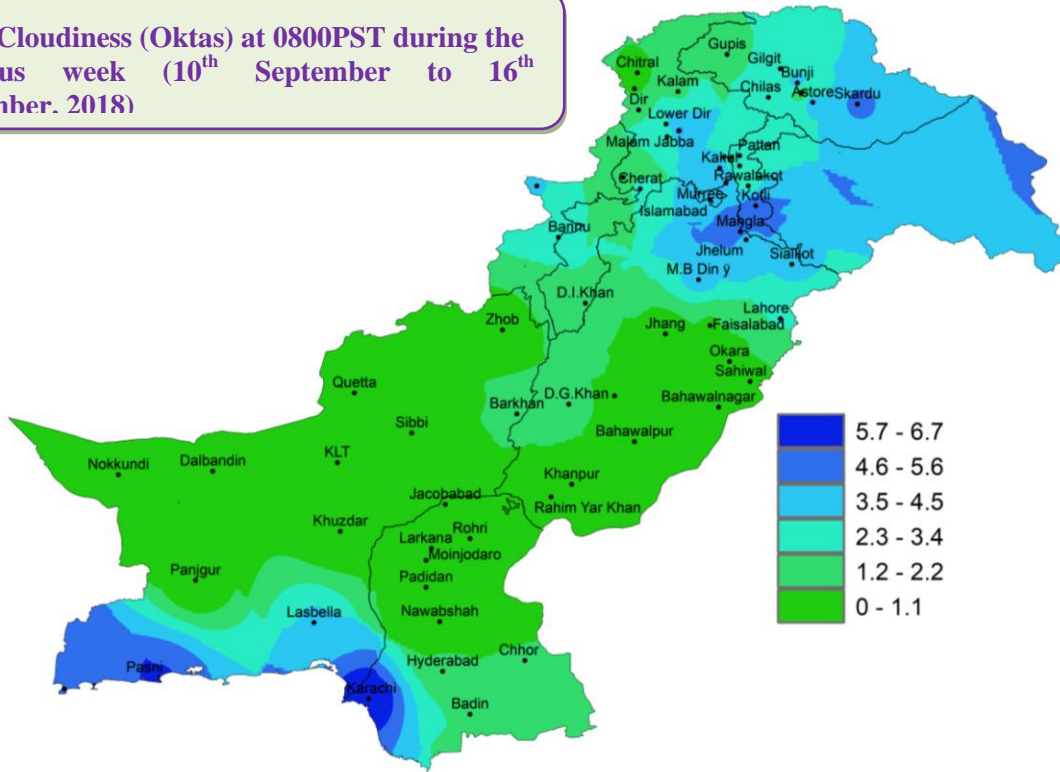 Cloudiness (Oktas) at 0800PST during the
us week (10th September to 16th
mber, 2018)
Gupis
Chitral
Gilgit
Bunji
Kalam
Chilas
Astore
Skardu
Dir
Lower Dir
Malam Jabba
Pattan
Kakul
Cherat
Rawalakot
Murree
Kotli
Islamabad
Mangla
Bannu
Jhelum
Sialkot
M.B Din ÿ
D.I.Khan
Lahore
Zhob
Jhang
Faisalabad
Okara
Sahiwal
Quetta
D.G.Khan
Bahawalnagar
Barkhan
Sibbi
Bahawalpur
5.7 - 6.7
4.6 - 5.6
3.5 - 4.5
2.3 - 3.4
1.2 - 2.2
0 - 1.1
Nokkundi
Dalbandin
KLT
Khanpur
Jacobabad
Rahim Yar Khan
Khuzdar
Rohri
Larkana
Moinjodaro
Panjgur
Padidan
Lasbella
Nawabshah
Chhor
Hyderabad
Pasni
Karachi
Badin